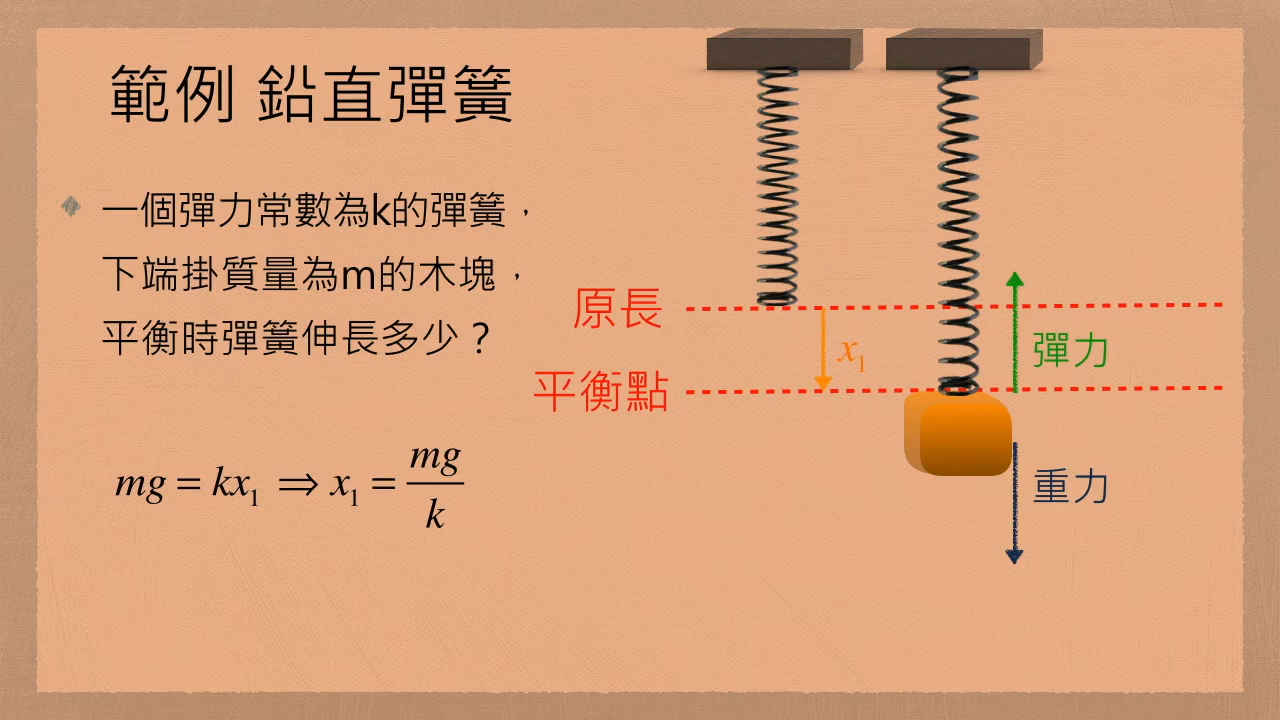 範例 鉛直彈簧
一個彈力常數為k的彈簧，
下端掛質量為m的木塊，
平衡時彈簧伸長多少？
mg = kx₁ ⇒ x₁ = mg/k
原長
x₁
平衡點
彈力
重力